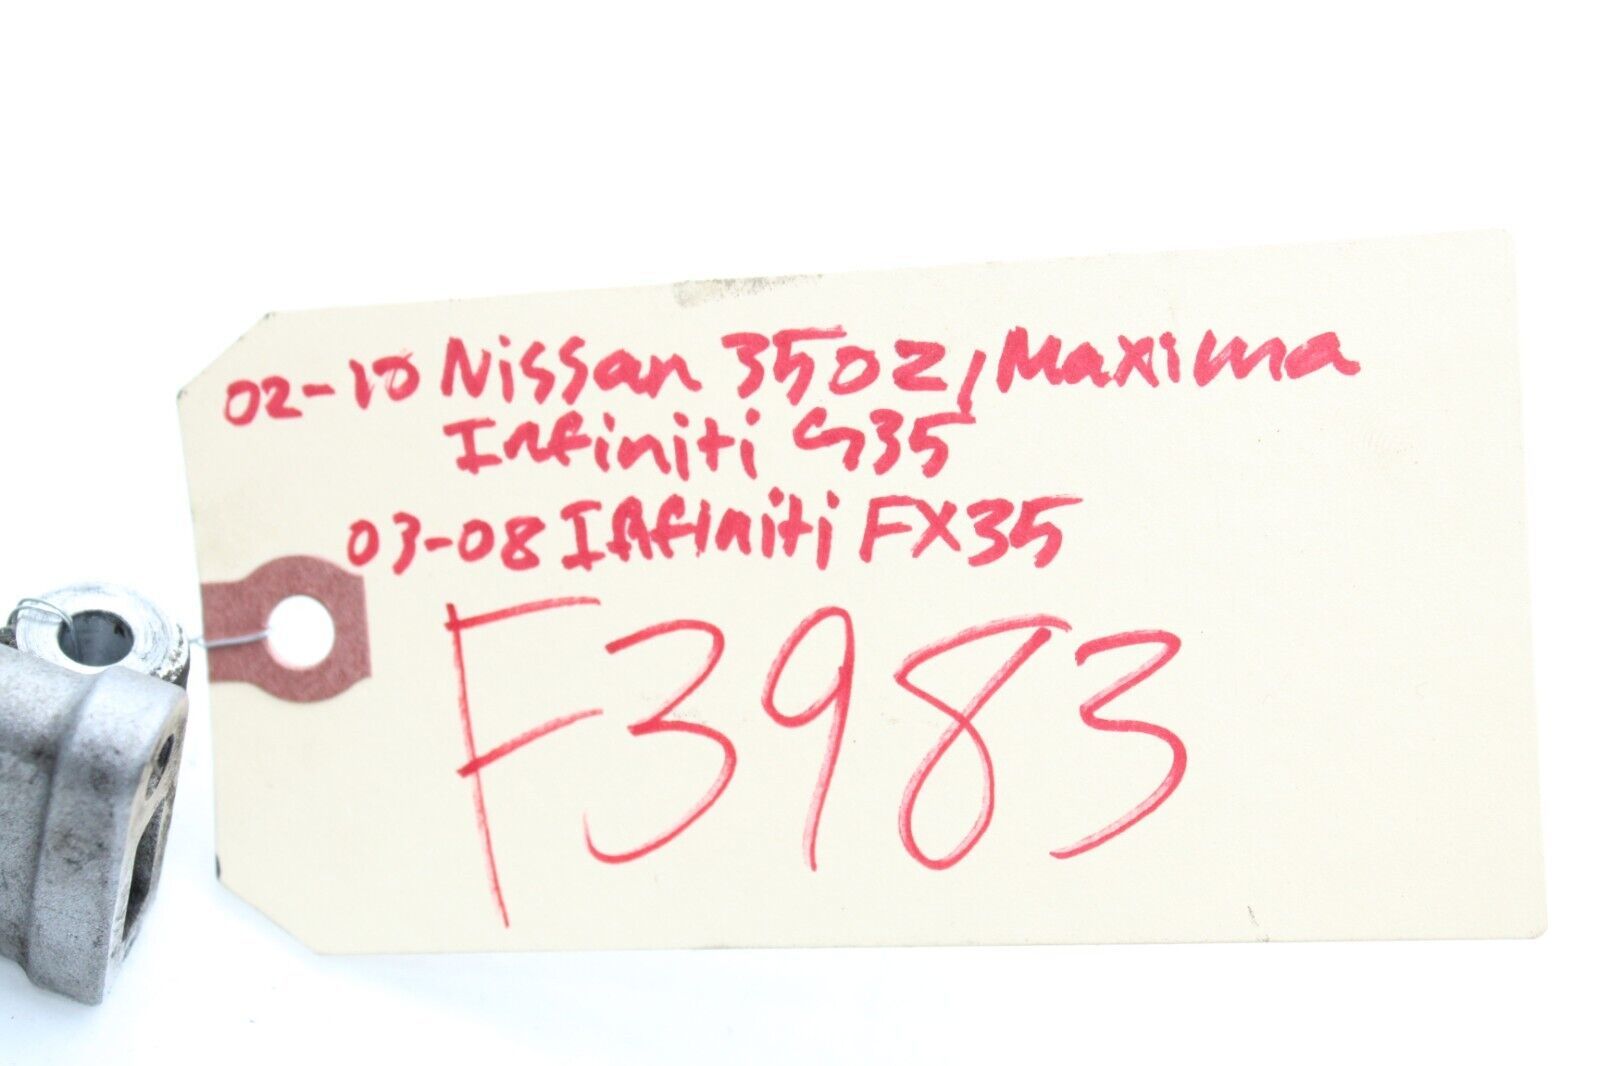 02-10 Nissan 350Z, Maxima
Infiniti G35
03-08 Infiniti FX35
F3983